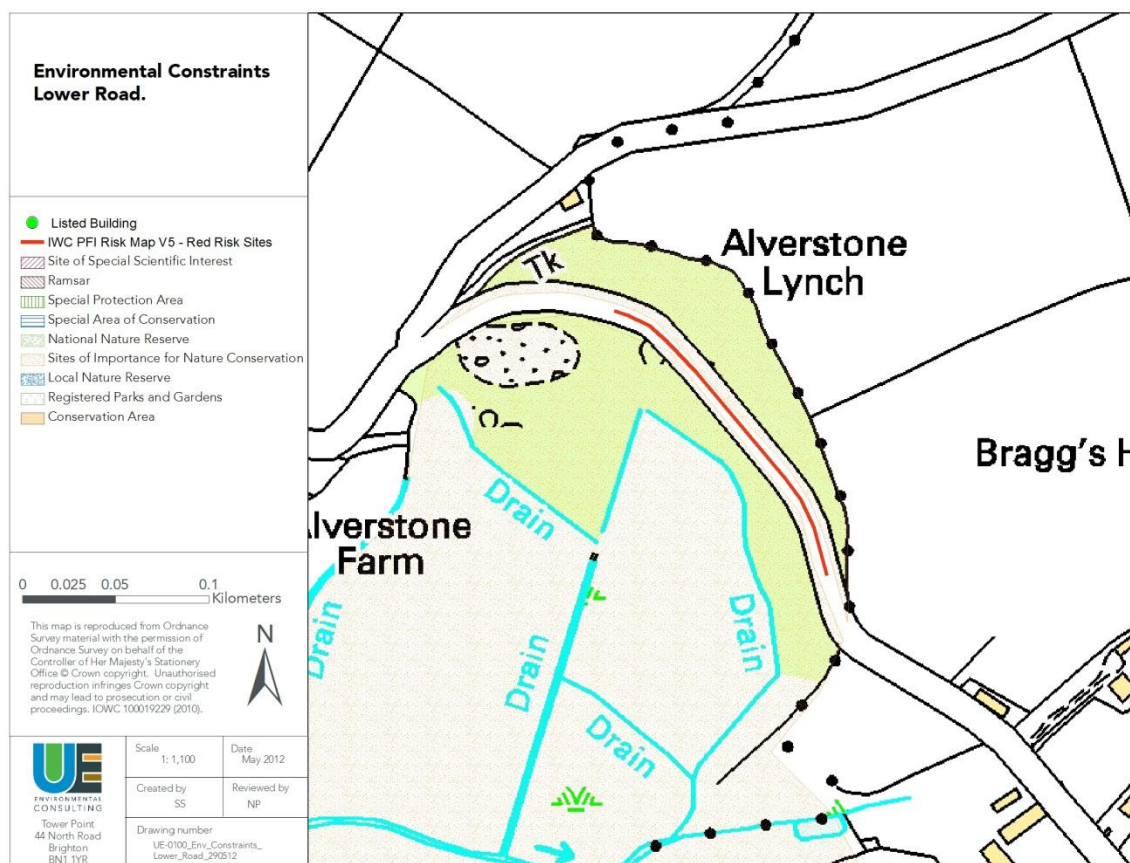 Environmental Constraints
Lower Road.
Listed Building
IWC PFI Risk Map V5 - Red Risk Sites
Site of Special Scientific Interest
Ramsar
Special Protection Area
Special Area of Conservation
National Nature Reserve
Sites of Importance for Nature Conservation
Local Nature Reserve
Registered Parks and Gardens
Conservation Area
0 0.025 0.05 0.1
Kilometers
This map is reproduced from Ordnance
Survey material with the permission of
Ordnance Survey on behalf of the
Controller of Her Majesty's Stationery
Office © Crown copyright. Unauthorised
reproduction infringes Crown copyright
and may lead to prosecution or civil
proceedings. IOWC 100019229 (2010).
N
UE
ENVIRONMENTAL
CONSULTING
Tower Point
44 North Road
Brighton
BN1 1YR
Scale
1: 1,100
Date
May 2012
Created by
SS
Reviewed by
NP
Drawing number
UE-0100_Env_Constraints_
Lower_Road_290512
Tk
Alverstone
Lynch
Bragg's H
lverstone
Farm
Drain
Drain
Drain
Drain
Drain